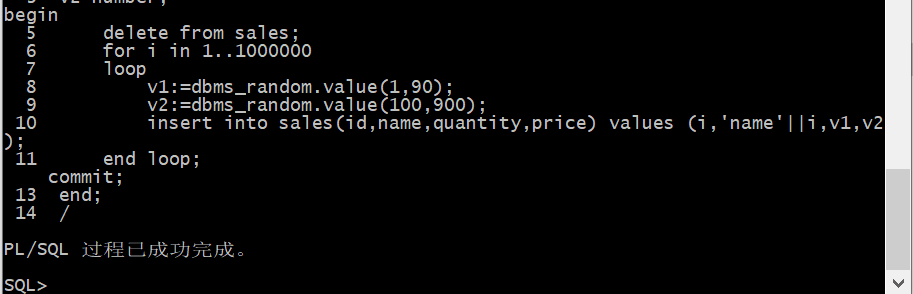 v2 number;
begin
5 delete from sales;
6 for i in 1..1000000
7 loop
8 v1:=dbms_random.value(1,90);
9 v2:=dbms_random.value(100,900);
10 insert into sales(id,name,quantity,price) values (i,'name'||i,v1,v2
);
11 end loop;
commit;
13 end;
14 /
PL/SQL 过程已成功完成。
SQL>